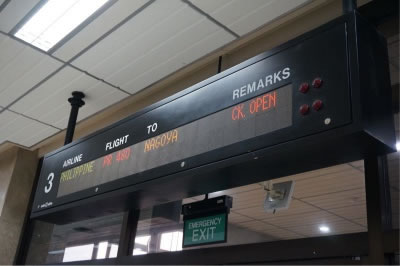 3
AIRLINE FLIGHT TO REMARKS
PHILIPPINE PR 480 NAGOYA CK.OPEN
EMERGENCY
EXIT